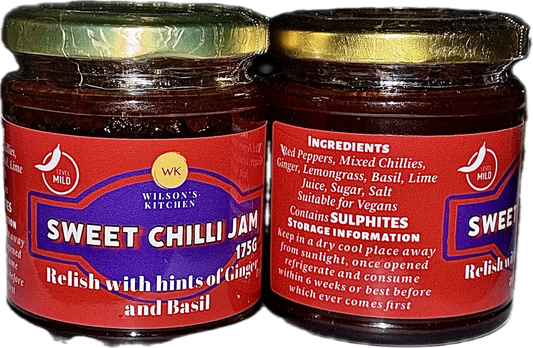 LEVEL
MILD
WK
WILSON'S
KITCHEN
SWEET CHILLI JAM
175G
Relish with hints of Ginger
and Basil
INGREDIENTS
Red Peppers, Mixed Chillies,
Ginger, Lemongrass, Basil, Lime
Juice, Sugar, Salt
Suitable for Vegans
Contains SULPHITES
STORAGE INFORMATION
Keep in a dry cool place away
from sunlight, once opened
refrigerate and consume
within 6 weeks or best before
which ever comes first
LEVEL
MILD
SWEET
Relish